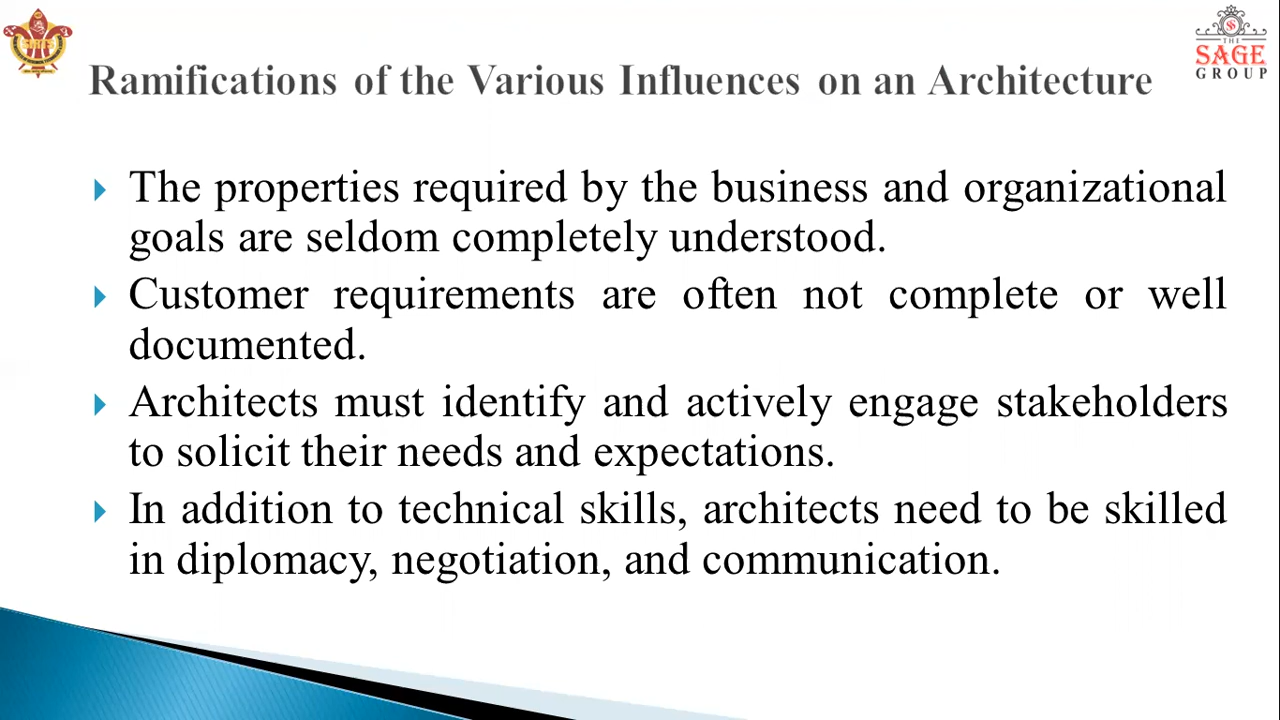 THE
SAGE
GROUP
Ramifications of the Various Influences on an Architecture
The properties required by the business and organizational
goals are seldom completely understood.
Customer requirements are often not complete or well
documented.
Architects must identify and actively engage stakeholders
to solicit their needs and expectations.
In addition to technical skills, architects need to be skilled
in diplomacy, negotiation, and communication.